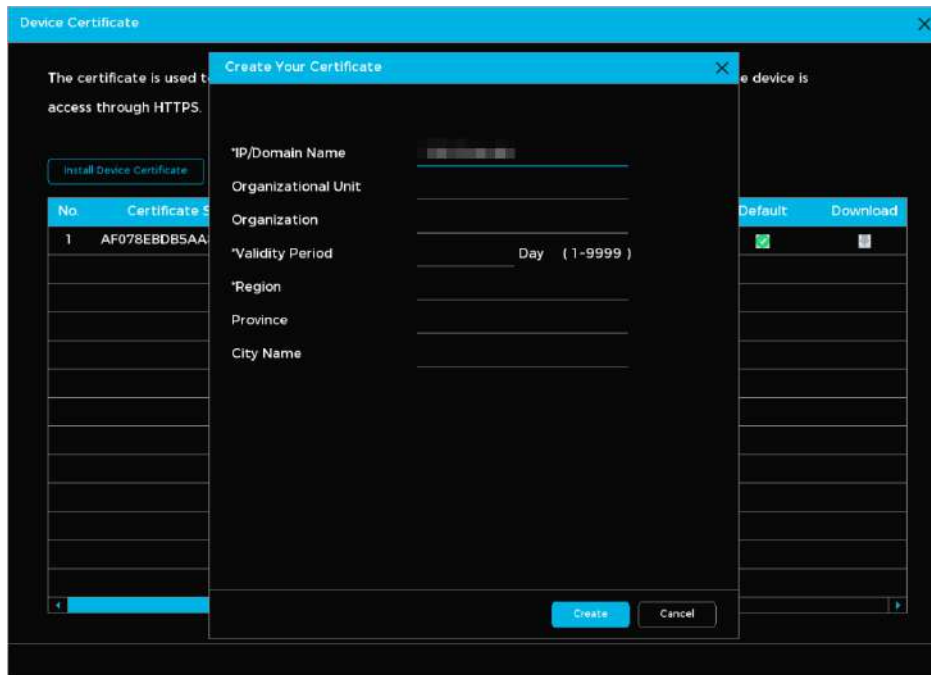 Device Certificate
The certificate is used t
e device is
access through HTTPS.
Install Device Certificate
No. Certificate S
Default Download
1 AF078EBDB5AA
Create Your Certificate
*IP/Domain Name
Organizational Unit
Organization
*Validity Period Day (1-9999)
*Region
Province
City Name
Create Cancel